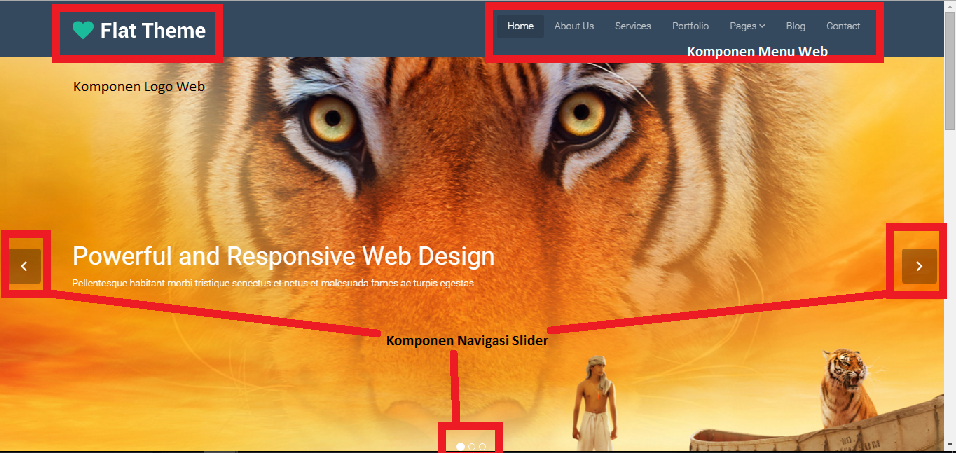 Flat Theme
Home About Us Services Portfolio Pages Blog Contact
Komponen Menu Web
Komponen Logo Web
Powerful and Responsive Web Design
Pellentesque habitant morbi tristique senectus et netus et malesuada fames ac turpis egestas
Komponen Navigasi Slider